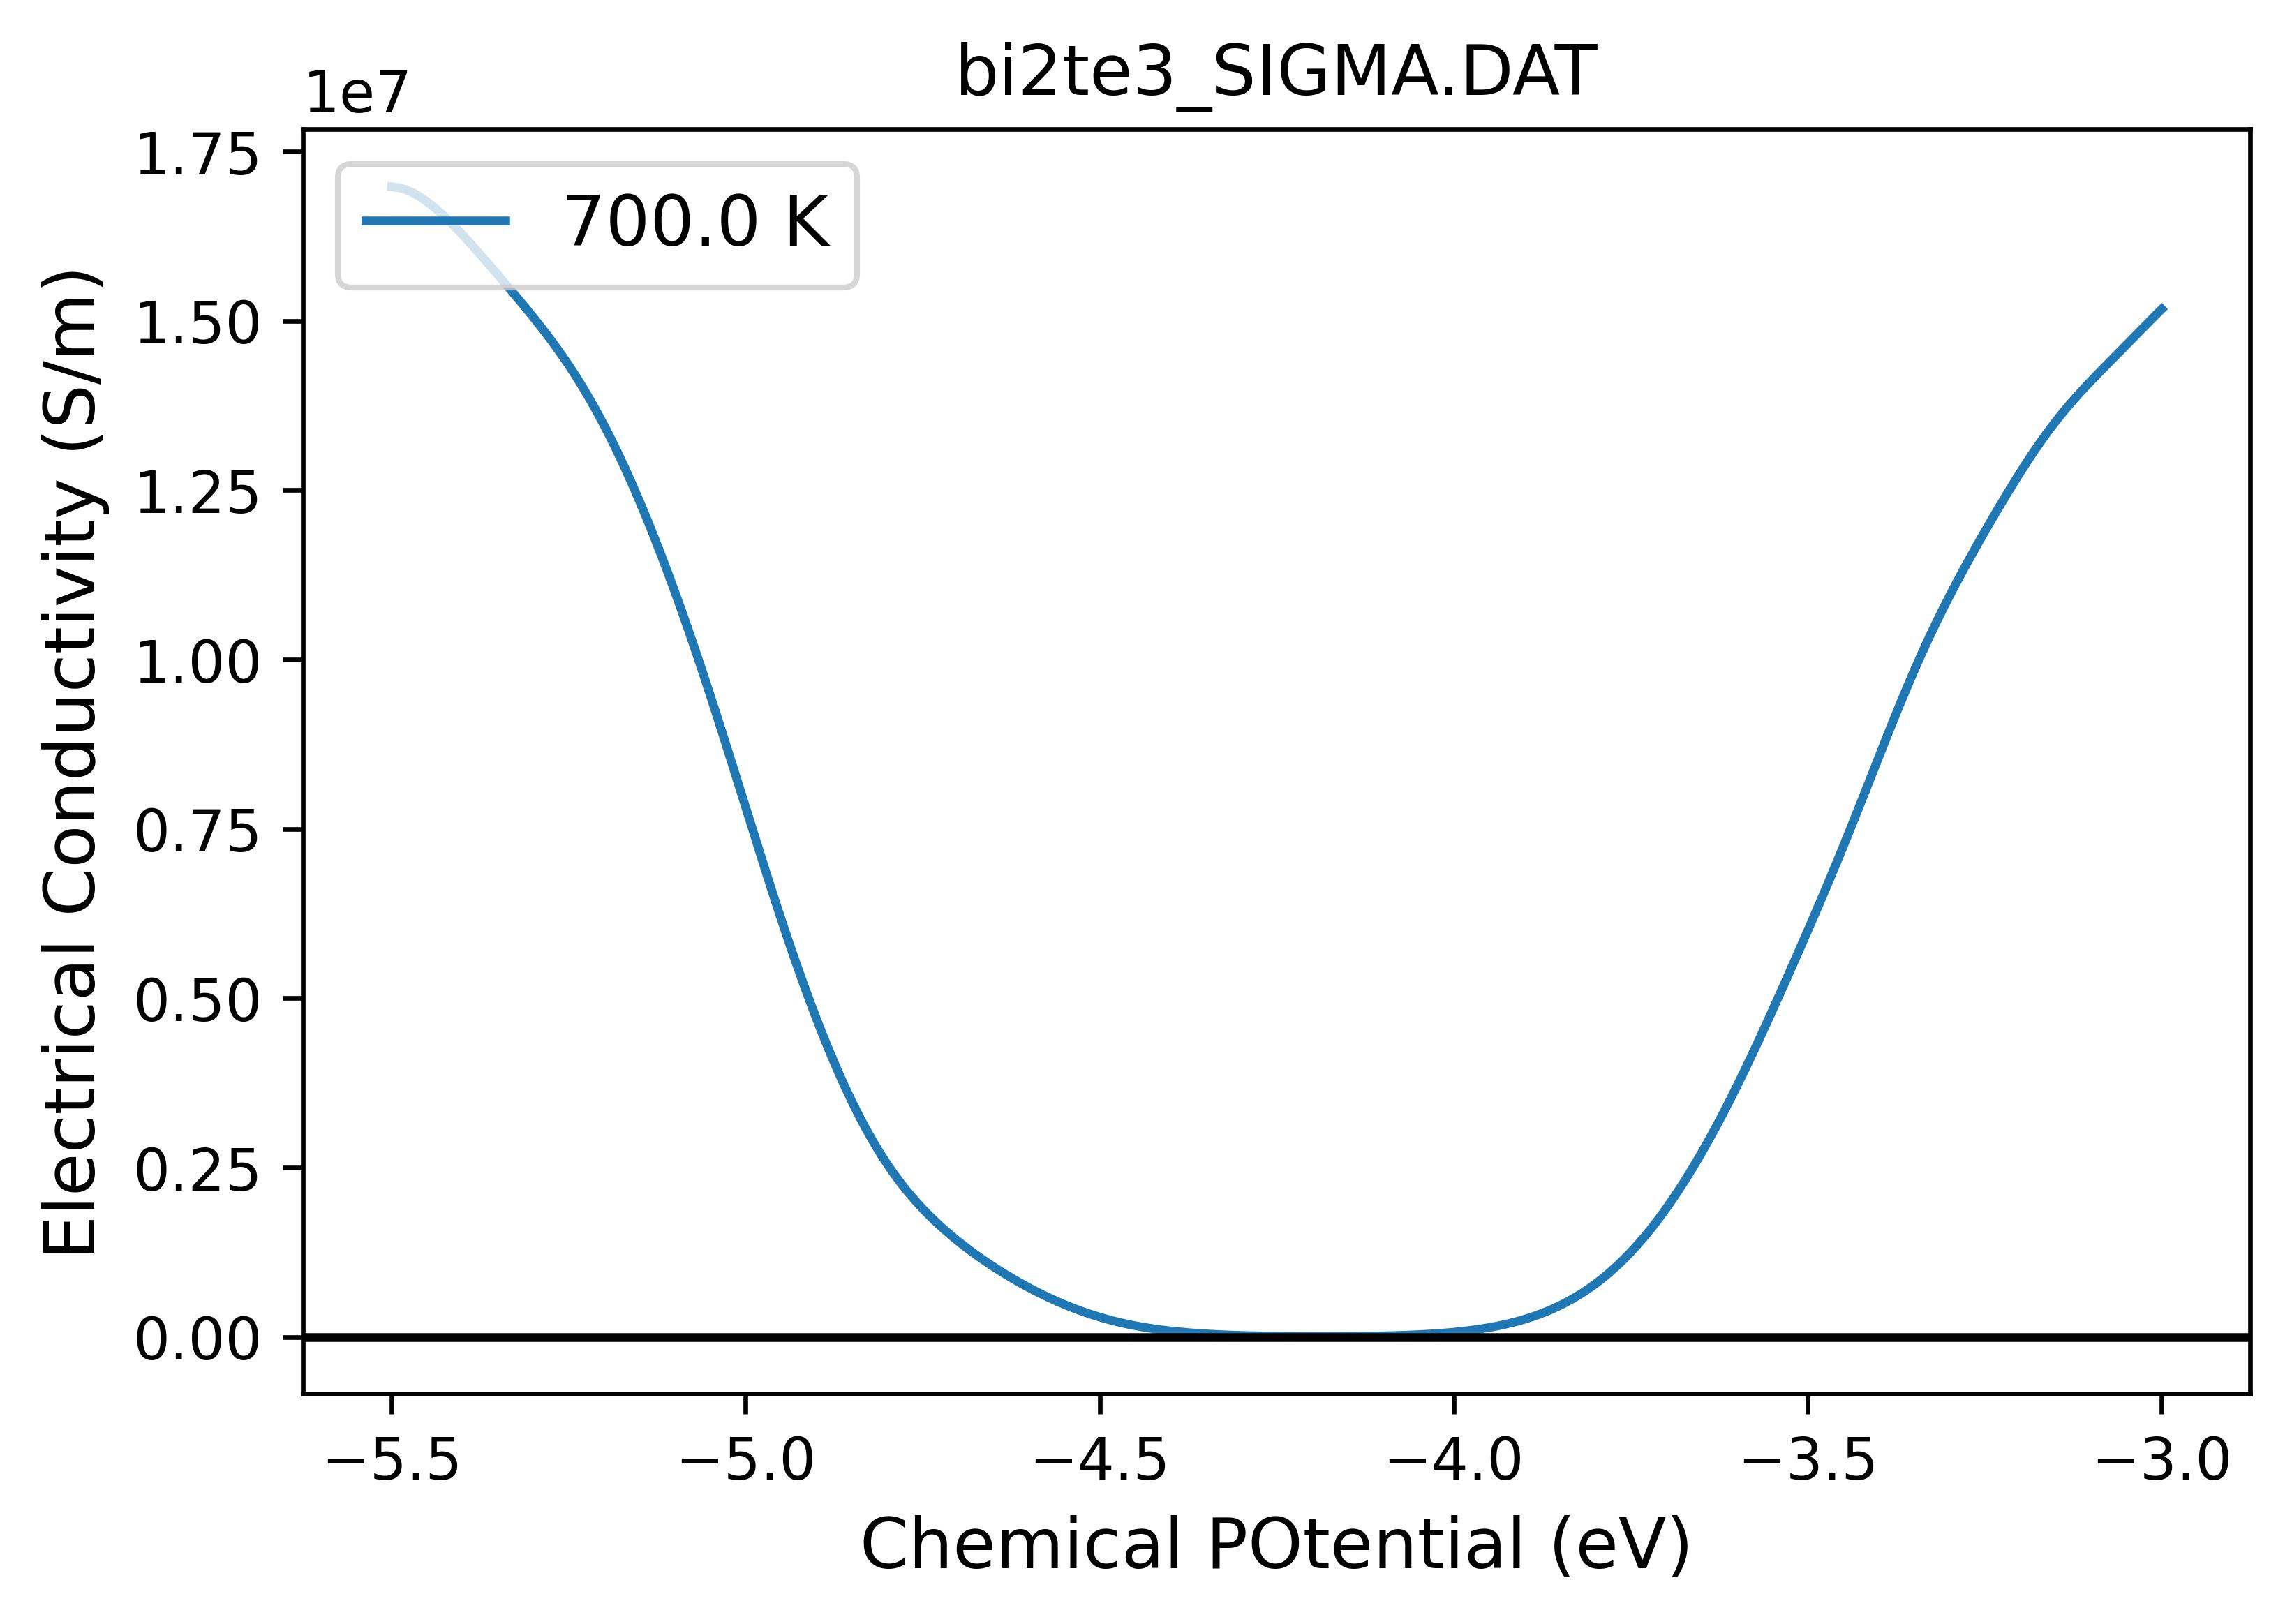 bi2te3_SIGMA.DAT
1e7
700.0 K
Electrical Conductivity (S/m)
1.75
1.50
1.25
1.00
0.75
0.50
0.25
0.00
−5.5 −5.0 −4.5 −4.0 −3.5 −3.0
Chemical POtential (eV)